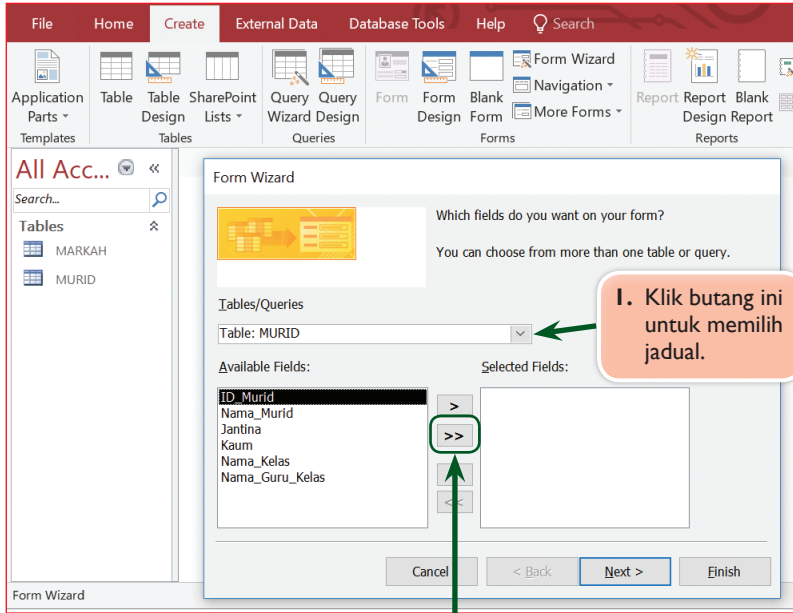 File Home Create External Data Database Tools Help Search
Application Parts Table Table Design SharePoint Lists Query Wizard Query Design Form Form Design Blank Form Form Wizard Navigation More Forms Report Report Design Blank Report
Templates Tables Queries Forms Reports
All Acc... «
Search...
Tables
MARKAH
MURID
Form Wizard
Which fields do you want on your form?
You can choose from more than one table or query.
Tables/Queries
Table: MURID
1. Klik butang ini
untuk memilih
jadual.
Available Fields: Selected Fields:
ID_Murid
Nama_Murid
Jantina
Kaum
Nama_Kelas
Nama_Guru_Kelas
>
>>
<<
Cancel < Back Next > Finish
Form Wizard